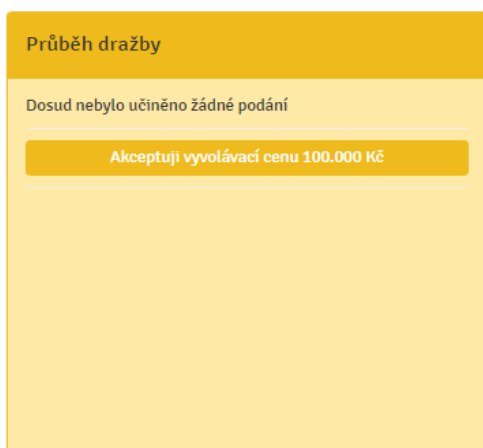 Průběh dražby
Dosud nebylo učiněno žádné podání
Akceptuji vyvolávací cenu 100.000 Kč